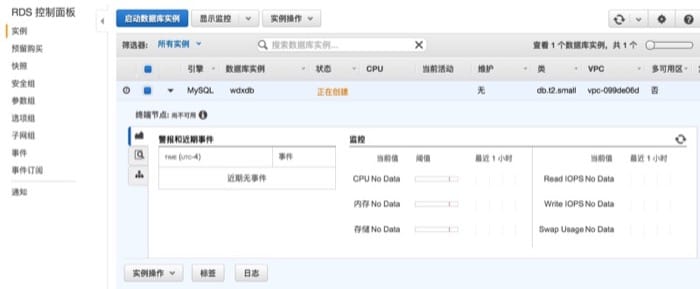 RDS 控制面板
实例
预留购买
快照
安全组
参数组
选项组
子网组
事件
事件订阅
通知
启动数据库实例 显示监控 实例操作
筛选器: 所有实例 搜索数据库实例... 查看 1 个数据库实例，共 1 个
引擎 数据库实例 状态 CPU 当前活动 维护 类 VPC 多可用区
MySQL wdxdb 正在创建 无 db.t2.small vpc-099de06d 否
终端节点: 尚不可用
警报和近期事件 监控
TIME (UTC-4) 事件 当前值 阈值 最近 1 小时 当前值 最近 1 小时
近期无事件 CPU No Data Read IOPS No Data
内存 No Data Write IOPS No Data
存储 No Data Swap Usage No Data
实例操作 标签 日志